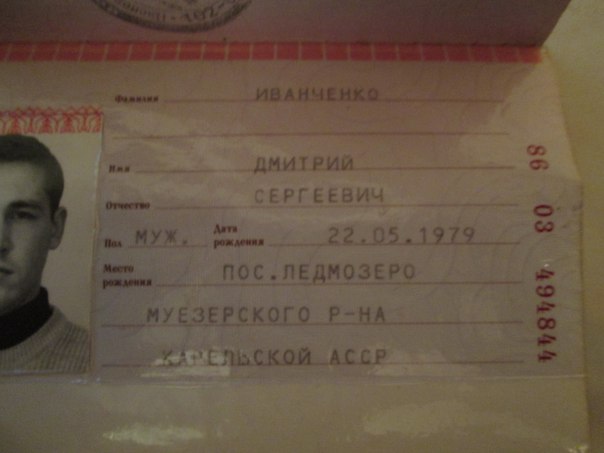 Фамилия ИВАНЧЕНКО
Имя ДМИТРИЙ
Отчество СЕРГЕЕВИЧ
Пол МУЖ. Дата рождения 22.05.1979
Место рождения ПОС.ЛЕДМОЗЕРО
МУЕЗЕРСКОГО Р-НА
КАРЕЛЬСКОЙ АССР
86 03 494844